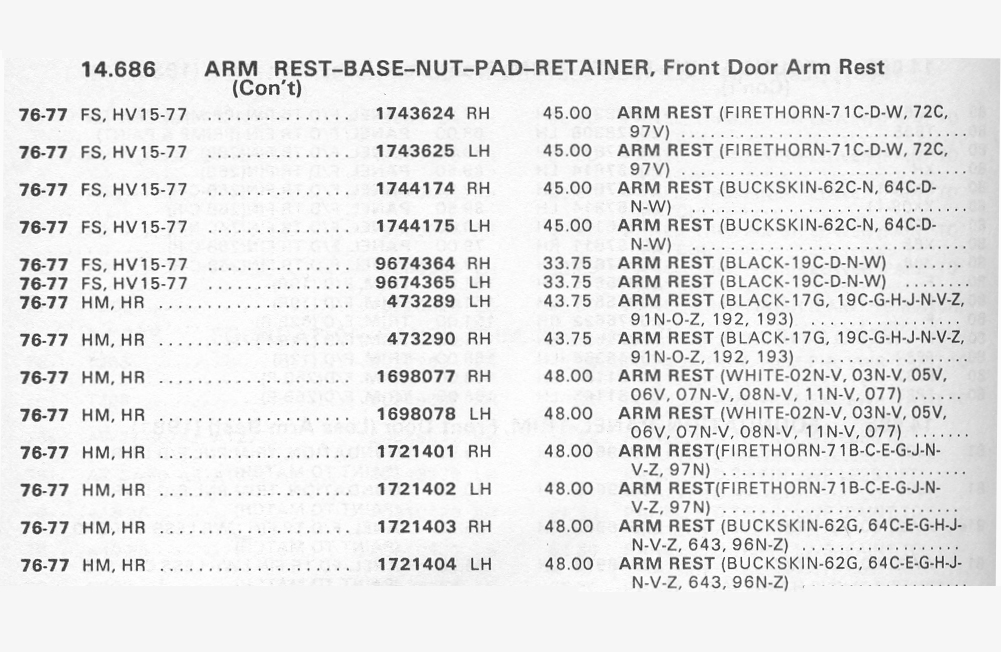 14.686 ARM REST–BASE–NUT–PAD–RETAINER, Front Door Arm Rest
(Con't)
76-77 FS, HV15-77 .................... 1743624 RH 45.00 ARM REST (FIRETHORN-71C-D-W, 72C,
97V) ..............................
76-77 FS, HV15-77 .................... 1743625 LH 45.00 ARM REST (FIRETHORN-71C-D-W, 72C,
97V) ..............................
76-77 FS, HV15-77 .................... 1744174 RH 45.00 ARM REST (BUCKSKIN-62C-N, 64C-D-
N-W) ..............................
76-77 FS, HV15-77 .................... 1744175 LH 45.00 ARM REST (BUCKSKIN-62C-N, 64C-D-
N-W) ..............................
76-77 FS, HV15-77 .................... 9674364 RH 33.75 ARM REST (BLACK-19C-D-N-W) .........
76-77 FS, HV15-77 .................... 9674365 LH 33.75 ARM REST (BLACK-19C-D-N-W) .........
76-77 HM, HR ......................... 473289 LH 43.75 ARM REST (BLACK-17G, 19C-G-H-J-N-V-Z,
91N-O-Z, 192, 193) ................
76-77 HM, HR ......................... 473290 RH 43.75 ARM REST (BLACK-17G, 19C-G-H-J-N-V-Z,
91N-O-Z, 192, 193) ................
76-77 HM, HR ......................... 1698077 RH 48.00 ARM REST (WHITE-02N-V, 03N-V, 05V,
06V, 07N-V, 08N-V, 11N-V, 077) .......
76-77 HM, HR ......................... 1698078 LH 48.00 ARM REST (WHITE-02N-V, 03N-V, 05V,
06V, 07N-V, 08N-V, 11N-V, 077) .......
76-77 HM, HR ......................... 1721401 RH 48.00 ARM REST(FIRETHORN-71B-C-E-G-J-N-
V-Z, 97N) .........................
76-77 HM, HR ......................... 1721402 LH 48.00 ARM REST(FIRETHORN-71B-C-E-G-J-N-
V-Z, 97N) .........................
76-77 HM, HR ......................... 1721403 RH 48.00 ARM REST (BUCKSKIN-62G, 64C-E-G-H-J-
N-V-Z, 643, 96N-Z) ................
76-77 HM, HR ......................... 1721404 LH 48.00 ARM REST (BUCKSKIN-62G, 64C-E-G-H-J-
N-V-Z, 643, 96N-Z) ................